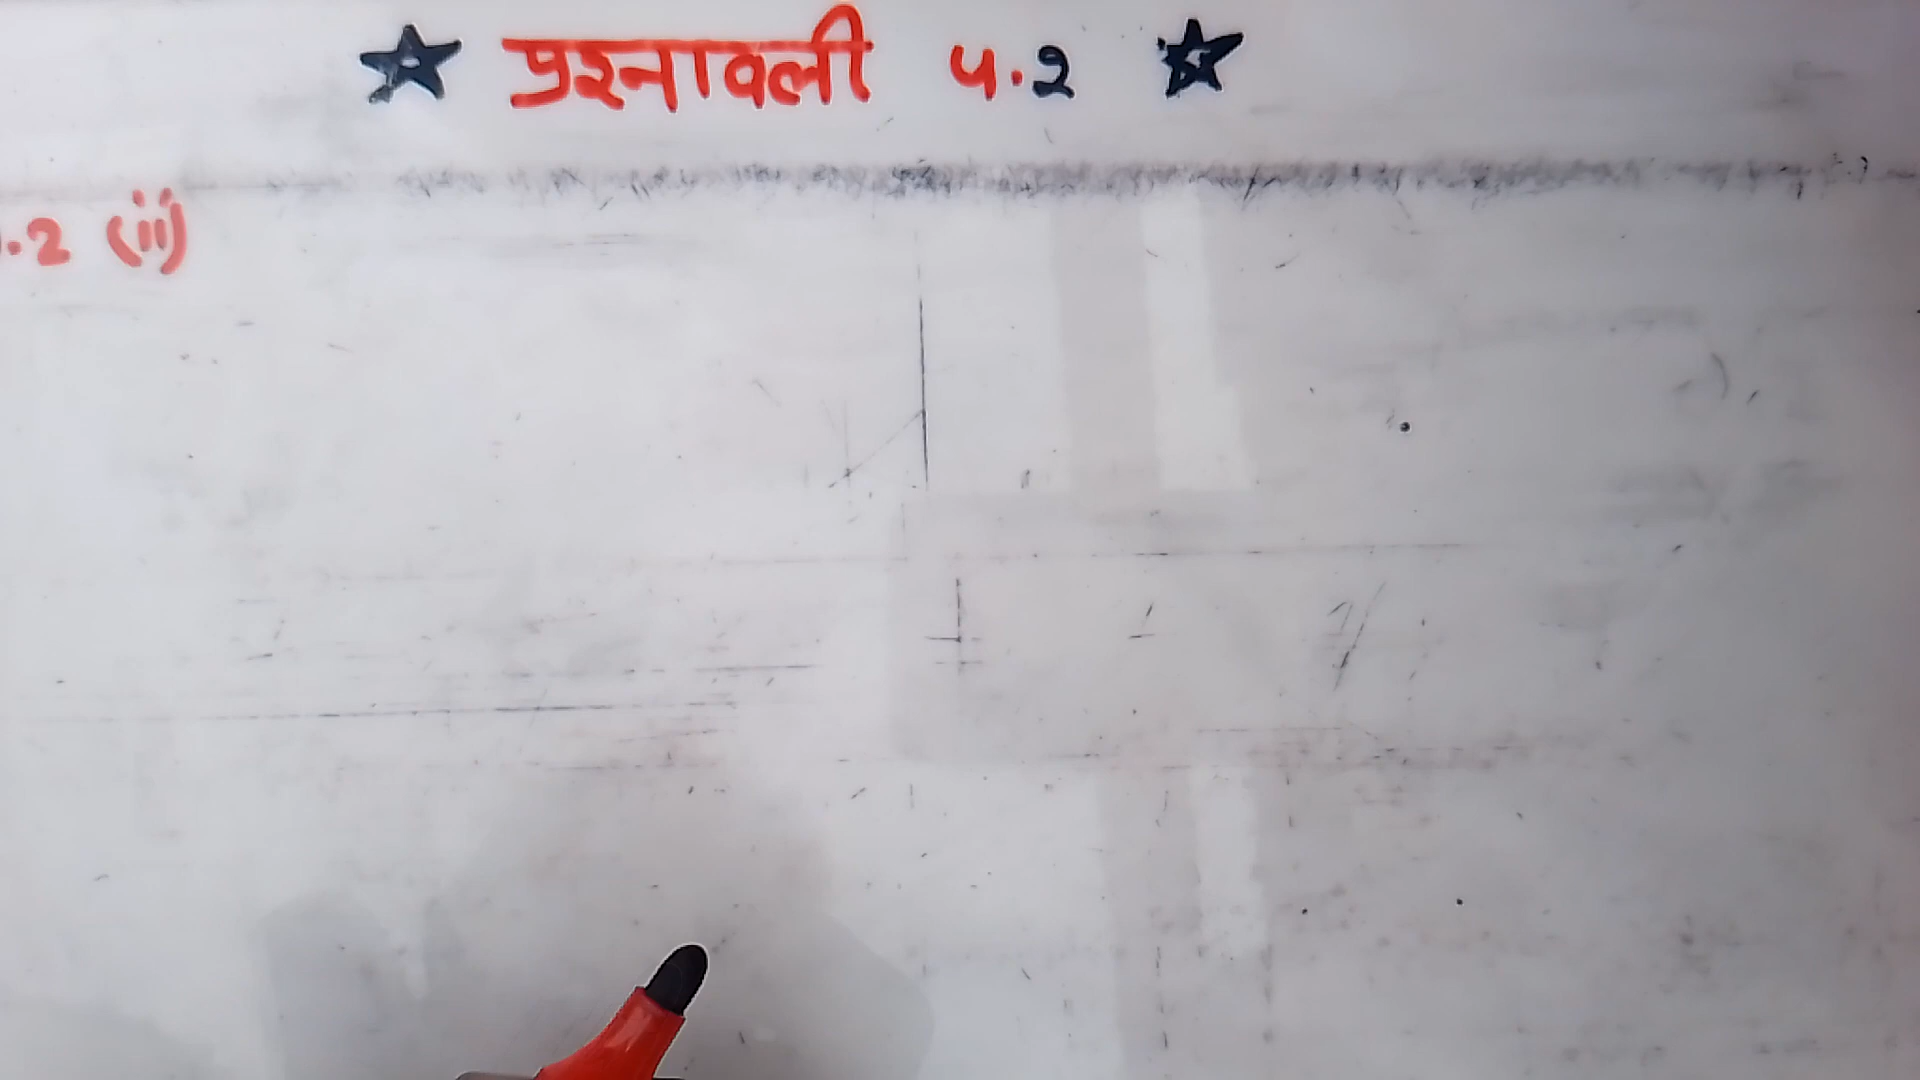 ★ प्रश्नावली ५.२ ★
.2 (ii)